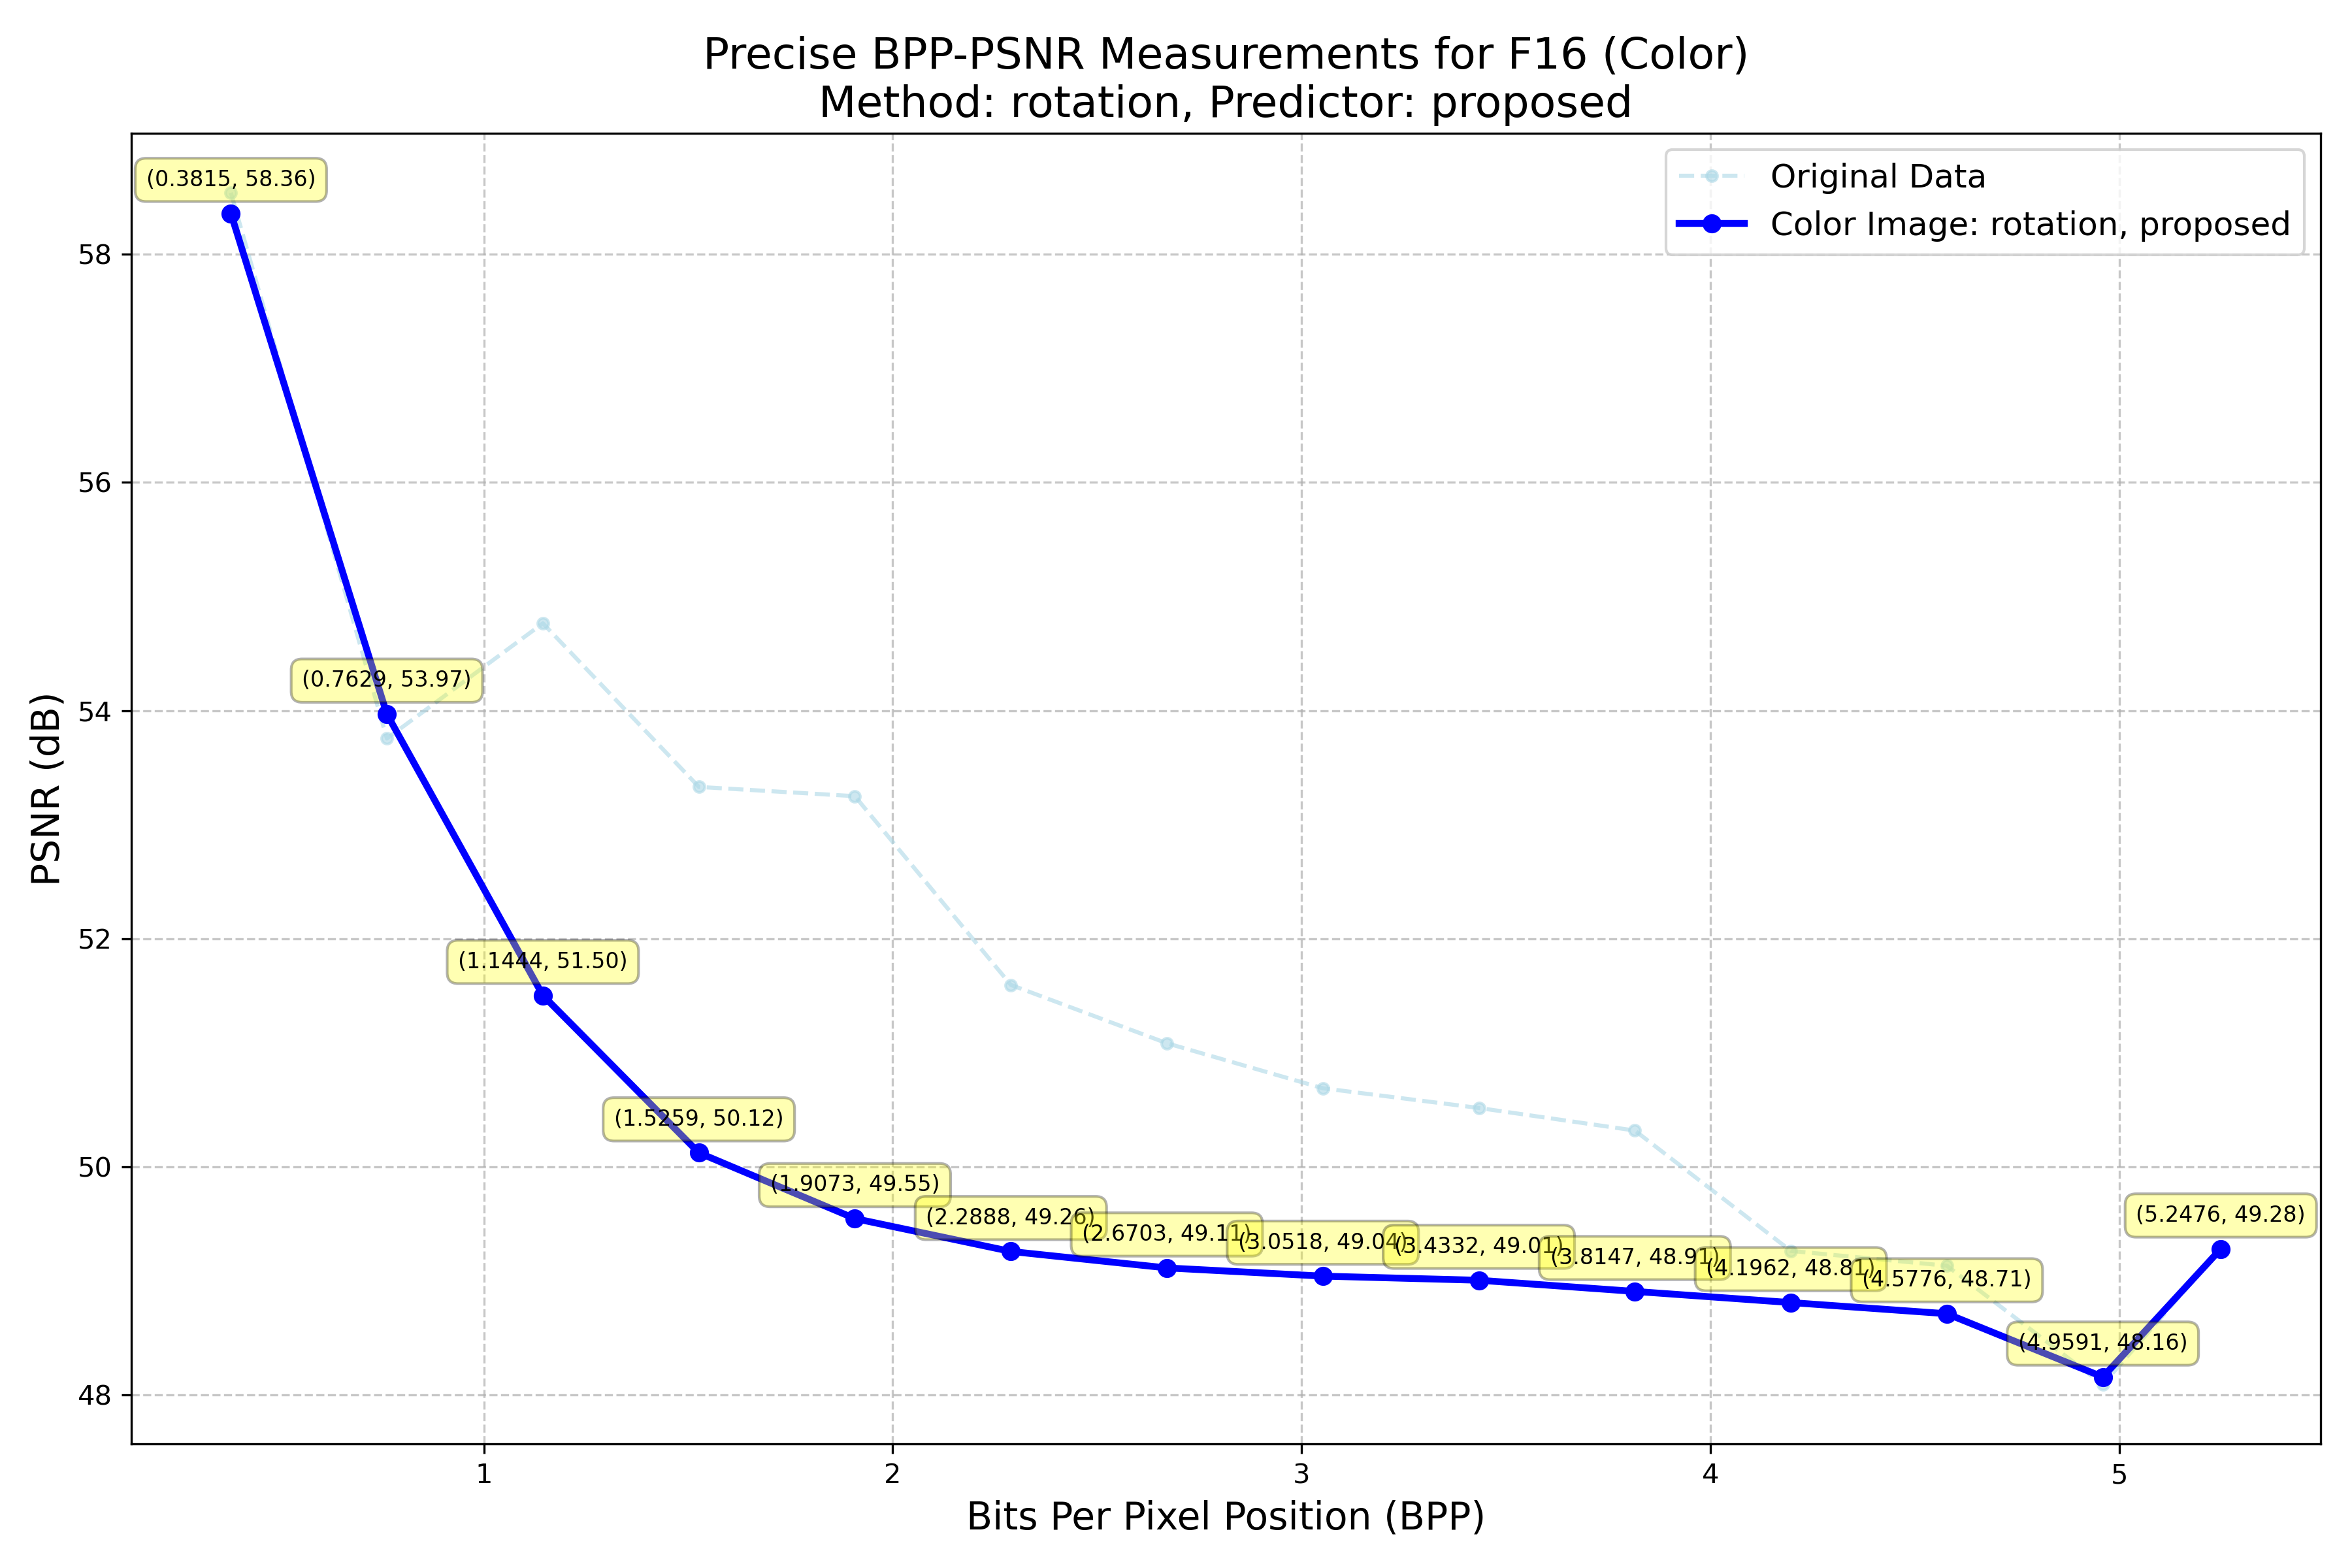 Precise BPP-PSNR Measurements for F16 (Color)
Method: rotation, Predictor: proposed
Original Data
Color Image: rotation, proposed
(0.3815, 58.36)
(0.7629, 53.97)
(1.1444, 51.50)
(1.5259, 50.12)
(1.9073, 49.55)
(2.2888, 49.26)
(2.6703, 49.11)
(3.0518, 49.04)
(3.4332, 49.01)
(3.8147, 48.91)
(4.1962, 48.81)
(4.5776, 48.71)
(4.9591, 48.16)
(5.2476, 49.28)
PSNR (dB)
58
56
54
52
50
48
1 2 3 4 5
Bits Per Pixel Position (BPP)